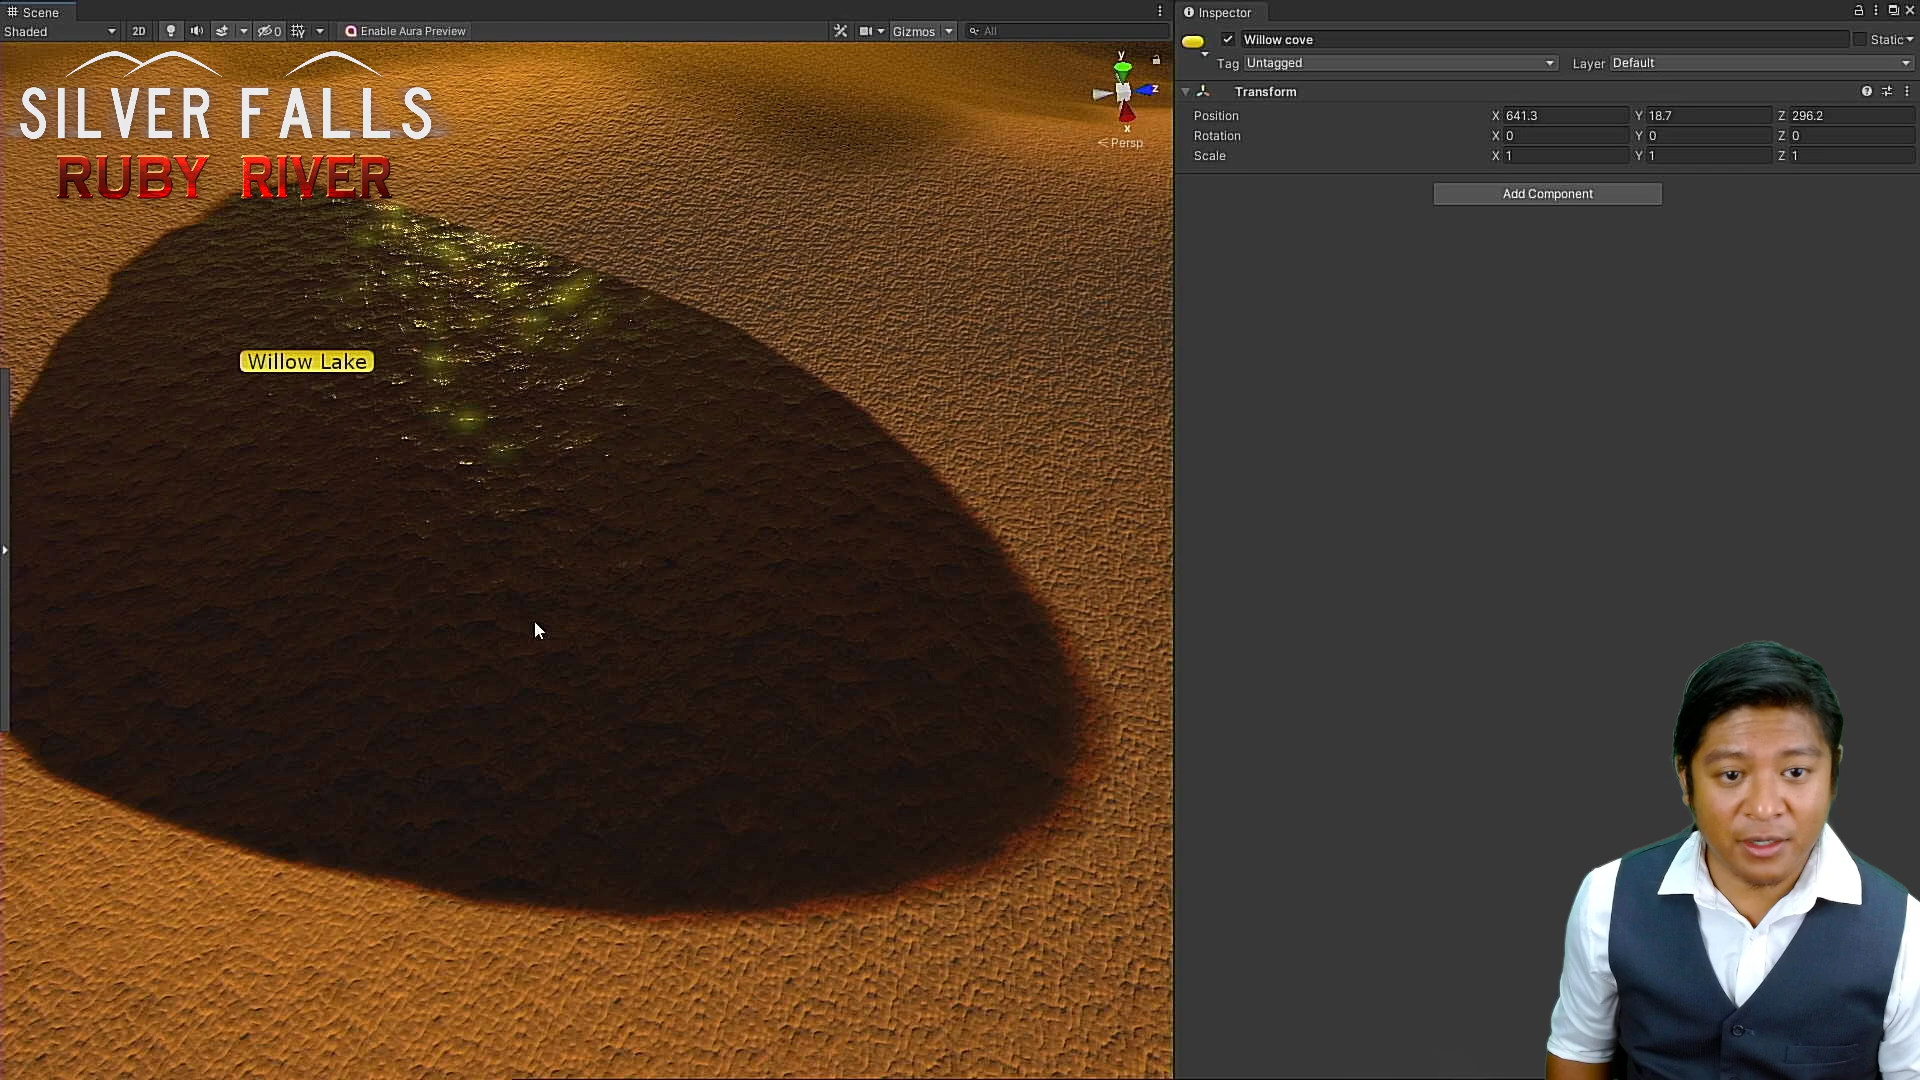 Scene
Shaded
2D
0
Enable Aura Preview
Gizmos
All
SILVER FALLS
RUBY RIVER
y
z
x
Persp
Willow Lake
Inspector
Willow cove
Static
Tag Untagged
Layer Default
Transform
Position X 641.3 Y 18.7 Z 296.2
Rotation X 0 Y 0 Z 0
Scale X 1 Y 1 Z 1
Add Component